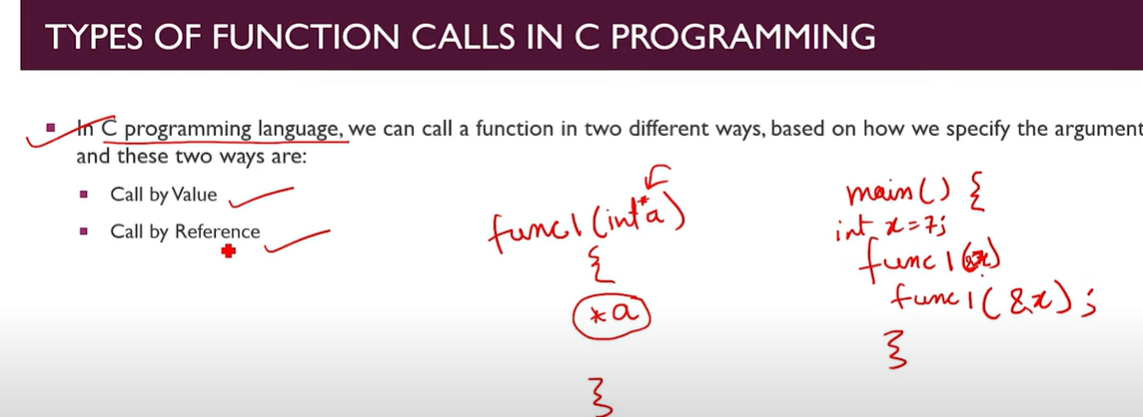 TYPES OF FUNCTION CALLS IN C PROGRAMMING
In C programming language, we can call a function in two different ways, based on how we specify the argument
and these two ways are:
Call by Value
Call by Reference
func1(int*a)
{
*a
}
main() {
int x=7;
func1(&x)
func1(&x);
}